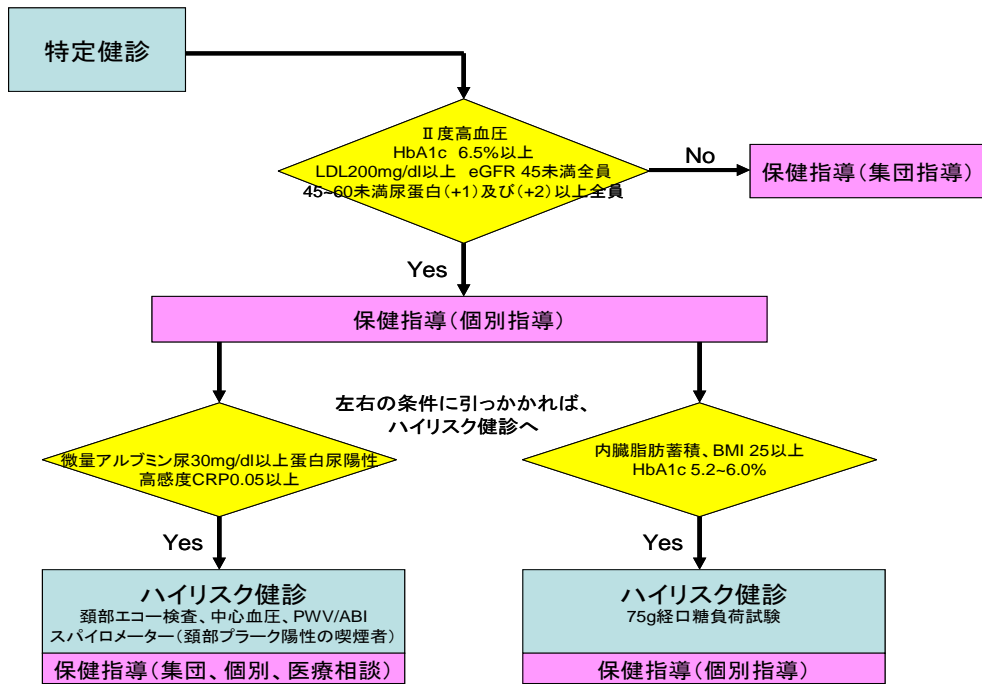 特定健診
Ⅱ度高血圧
HbA1c 6.5%以上
LDL200mg/dl以上 eGFR 45未満全員
45~60未満尿蛋白(+1)及び(+2)以上全員
No
保健指導(集団指導)
Yes
保健指導(個別指導)
左右の条件に引っかかれば、
ハイリスク健診へ
微量アルブミン尿30mg/dl以上蛋白尿陽性
高感度CRP0.05以上
内臓脂肪蓄積、BMI 25以上
HbA1c 5.2~6.0%
Yes
Yes
ハイリスク健診
頚部エコー検査、中心血圧、PWV/ABI
スパイロメーター(頚部プラーク陽性の喫煙者)
保健指導(集団、個別、医療相談)
ハイリスク健診
75g経口糖負荷試験
保健指導(個別指導)